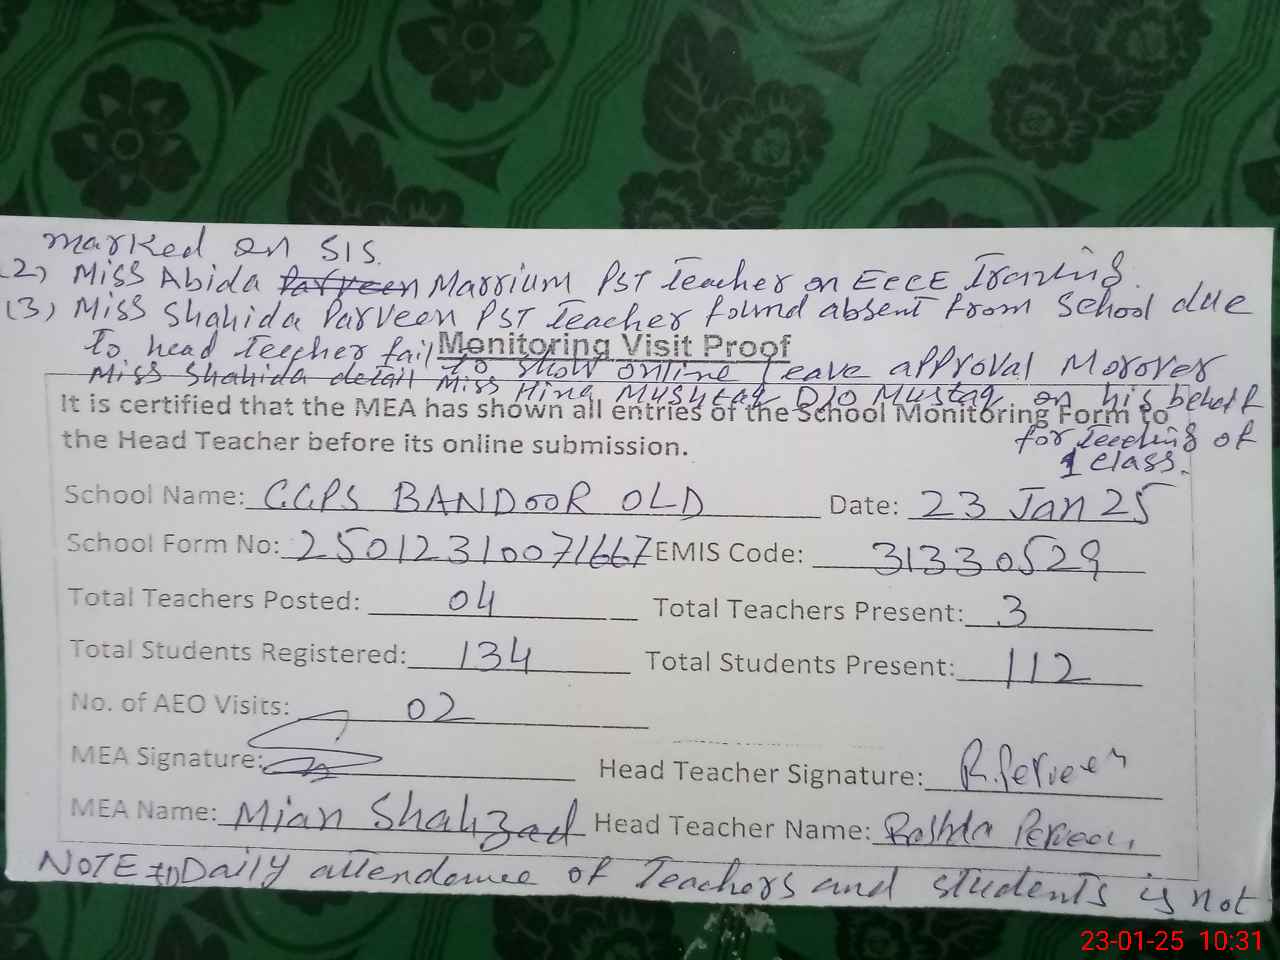 marked on SIS.
(2) Miss Abida Parveen Marrium PST Teacher on ECCE Training.
(3) Miss Shahida Parveen PST Teacher found absent from School due
to head teacher fail to show online leave approval Morover
Monitoring Visit Proof
Miss Shahida detail Miss Hina Mushtaq D/O Mustaq on his behalf
for teeching of
1 class.
It is certified that the MEA has shown all entries of the School Monitoring Form to
the Head Teacher before its online submission.
School Name: GGPS BANDOOR OLD Date: 23 Jan 25
School Form No: 25012310071667 EMIS Code: 31330529
Total Teachers Posted: 04 Total Teachers Present: 3
Total Students Registered: 134 Total Students Present: 112
No. of AEO Visits: 02
MEA Signature: Head Teacher Signature: R.Perveen
MEA Name: Mian Shahzad Head Teacher Name: Rashda Perveen
NOTE (1) Daily attendance of Teachers and students is not
23-01-25 10:31